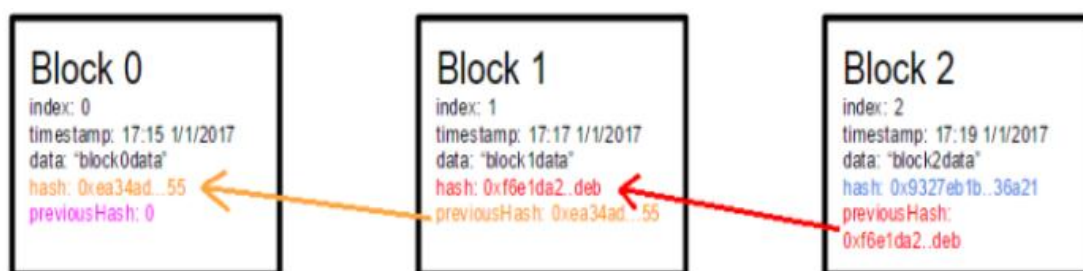 Block 0
index: 0
timestamp: 17:15 1/1/2017
data: "block0data"
hash: 0xea34ad...55
previousHash: 0
Block 1
index: 1
timestamp: 17:17 1/1/2017
data: "block1data"
hash: 0xf6e1da2..deb
previousHash: 0xea34ad...55
Block 2
index: 2
timestamp: 17:19 1/1/2017
data: "block2data"
hash: 0x9327eb1b..36a21
previousHash:
0xf6e1da2..deb